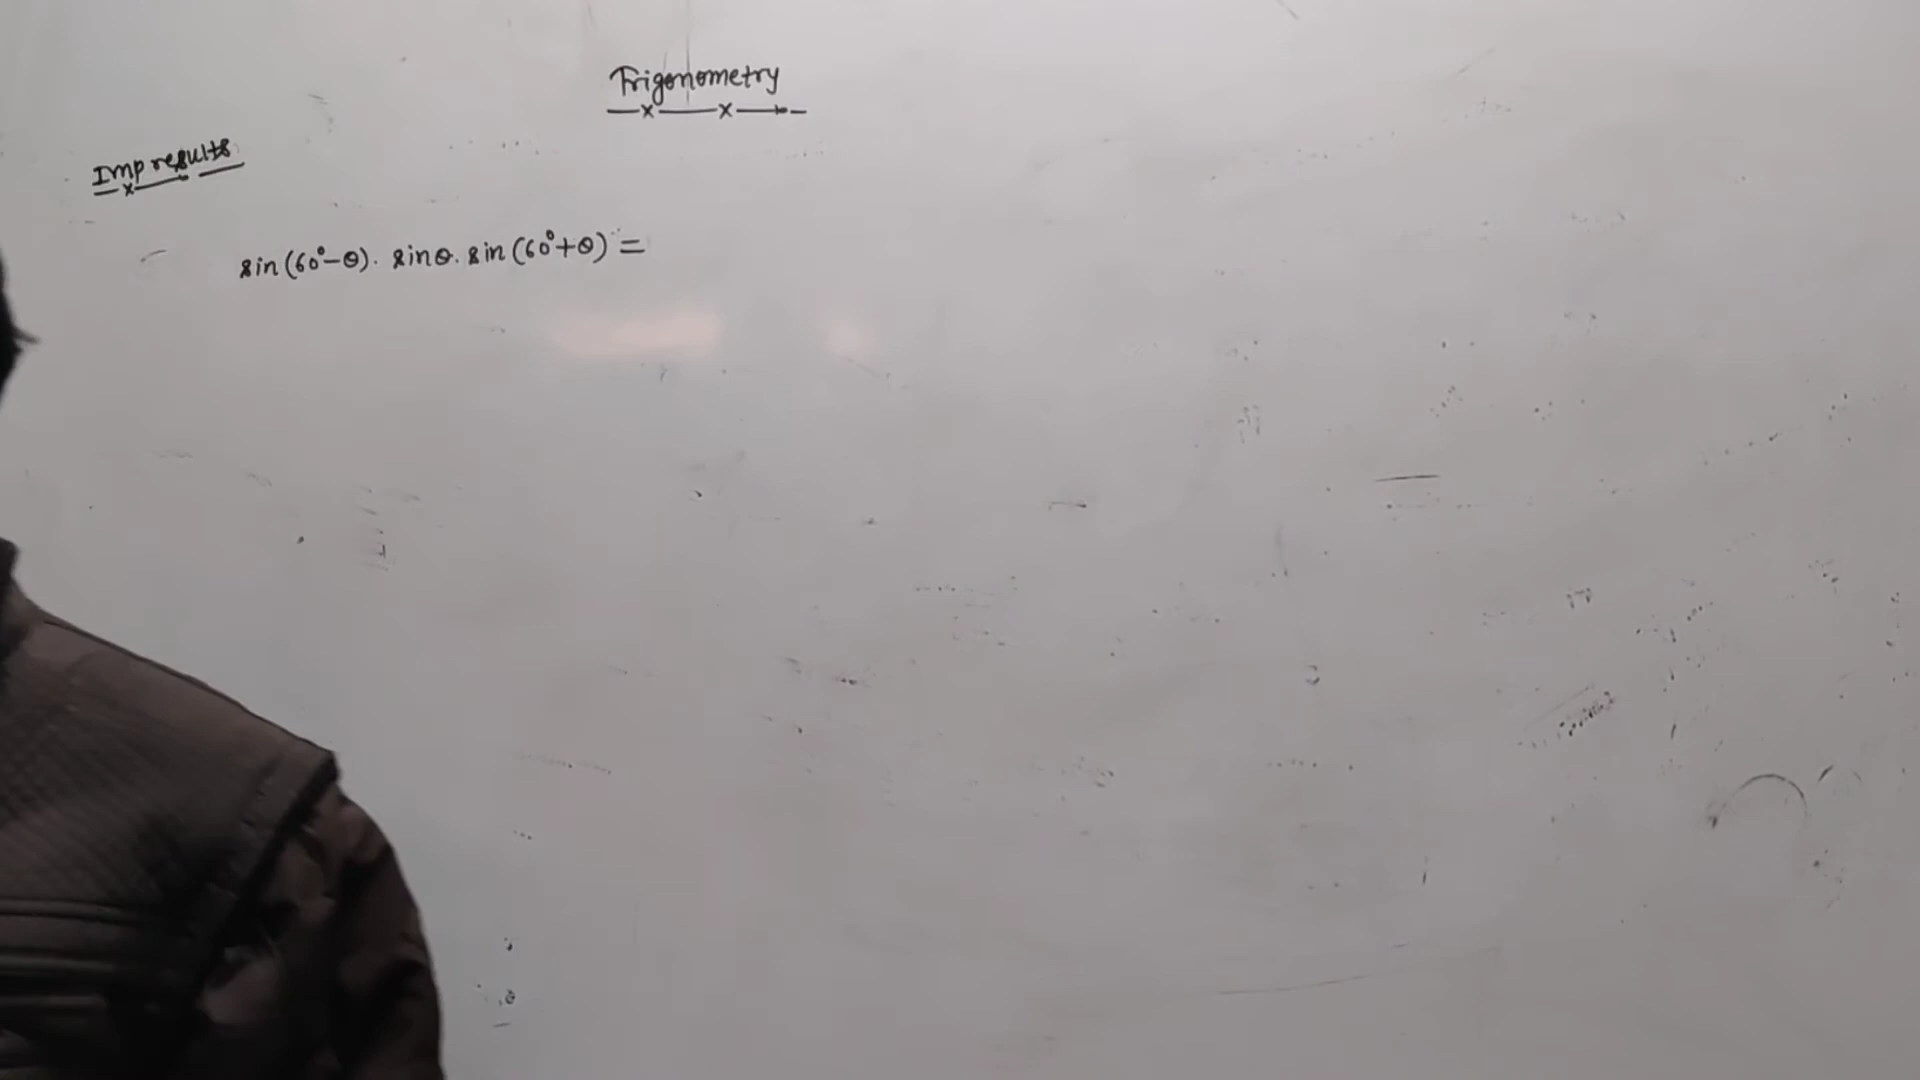 Trigonometry
Imp results
sin(60°-θ). sinθ. sin(60°+θ) =